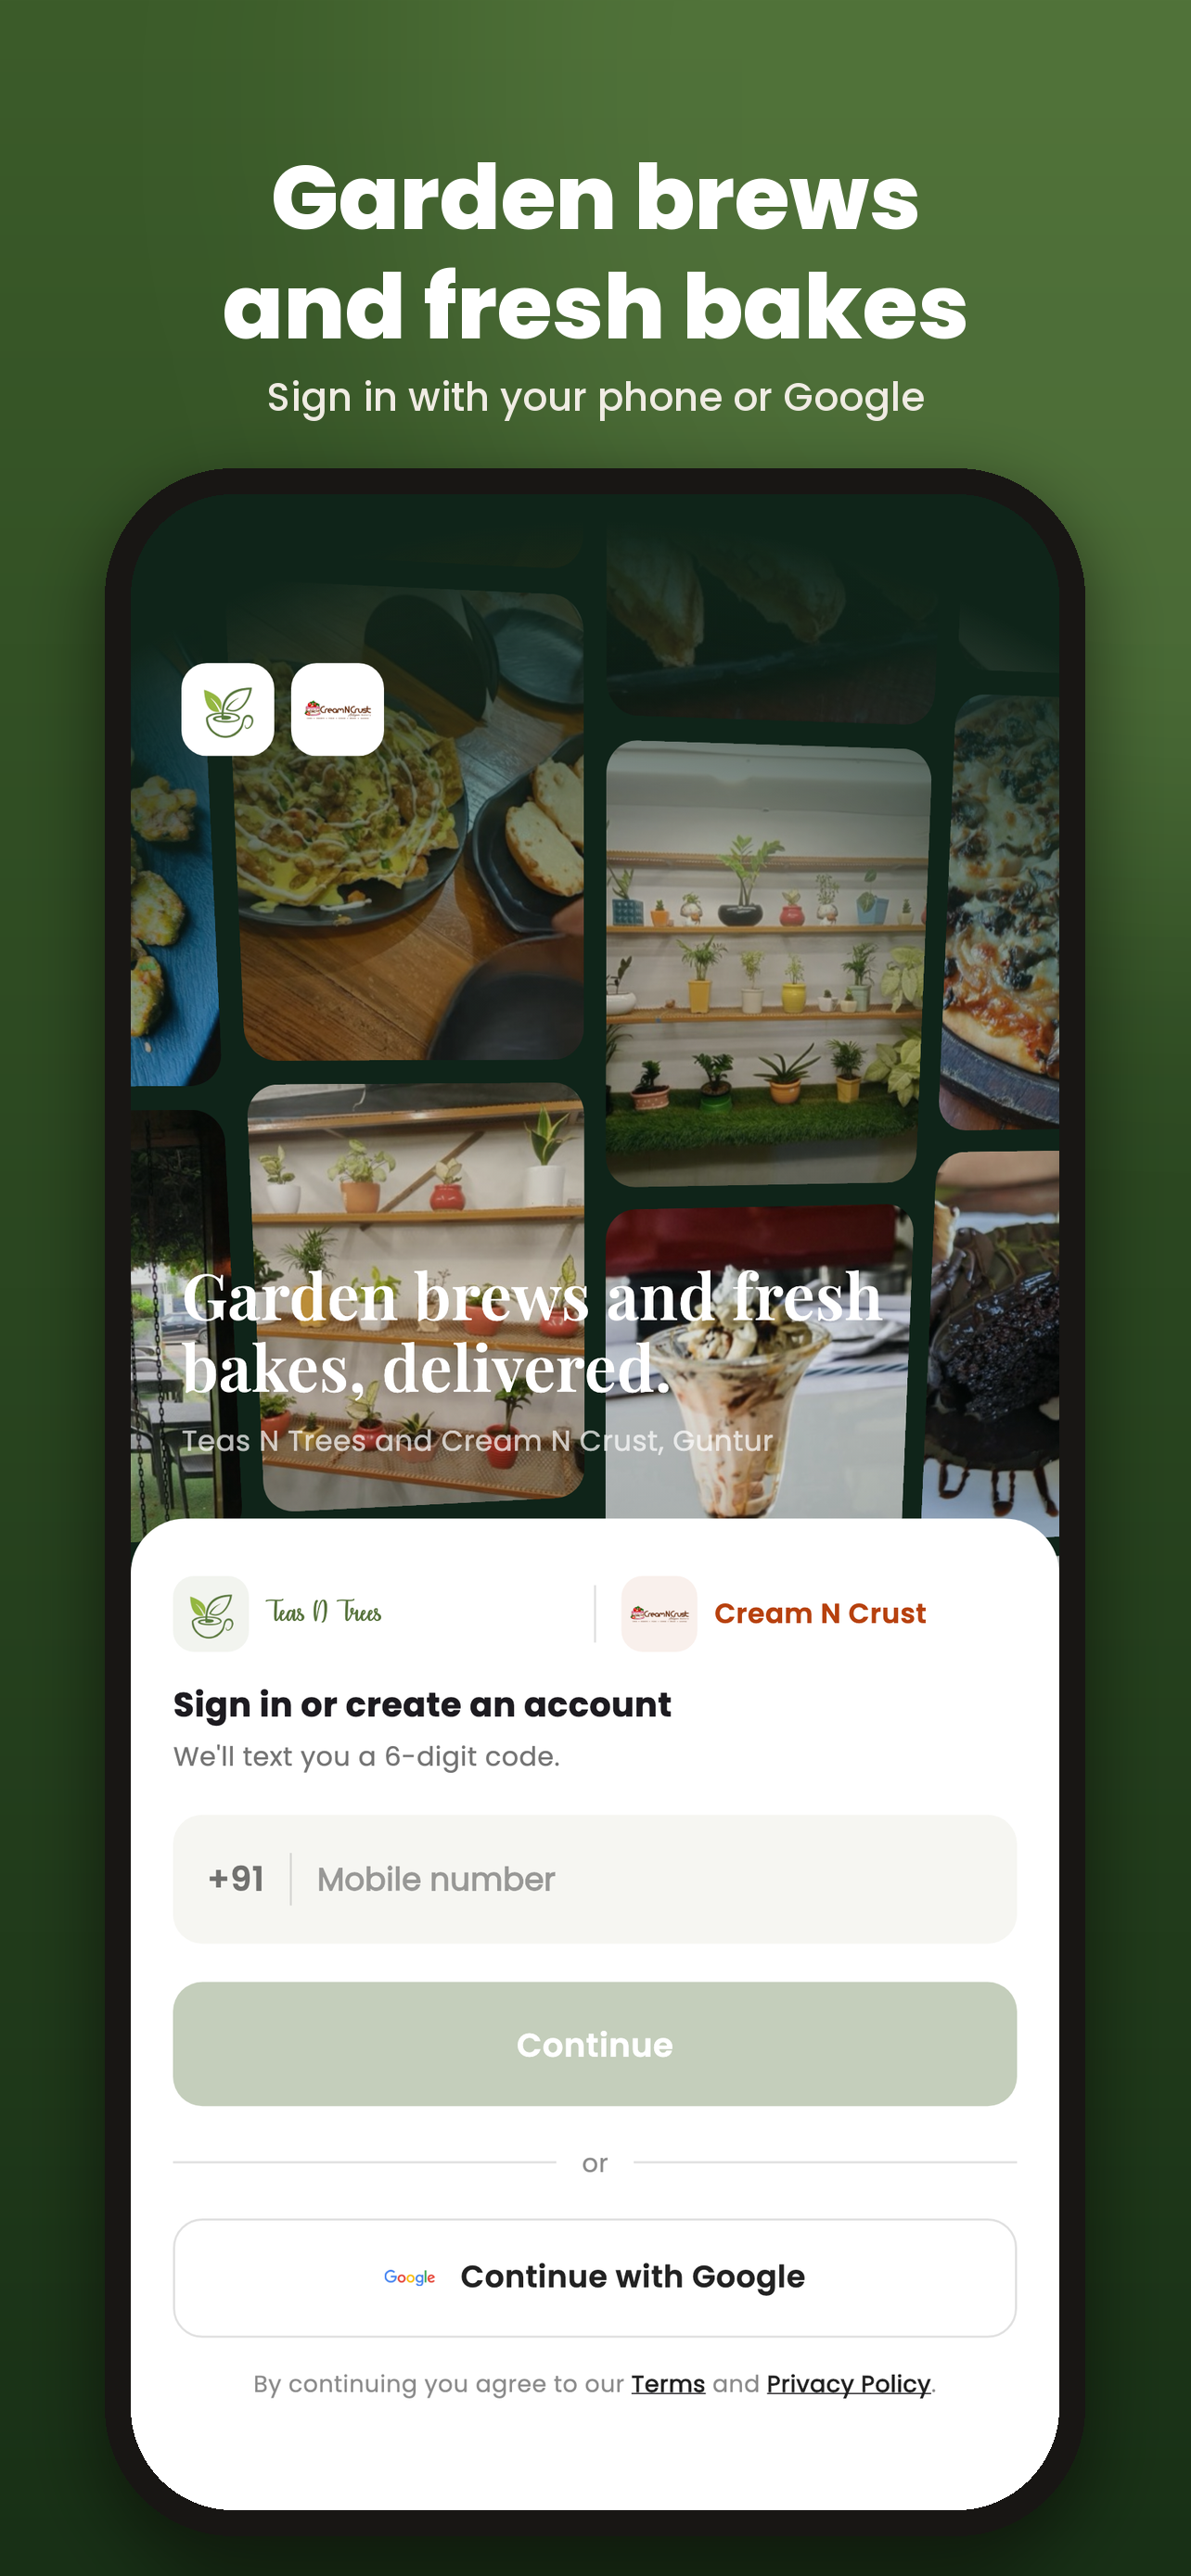 Garden brews
and fresh bakes
Sign in with your phone or Google
CreamNCrust
Garden brews and fresh
bakes, delivered.
Teas N Trees and Cream N Crust, Guntur
Teas N Trees
CreamNCrust
Cream N Crust
Sign in or create an account
We'll text you a 6-digit code.
+91
Mobile number
Continue
or
Google
Continue with Google
By continuing you agree to our Terms and Privacy Policy.